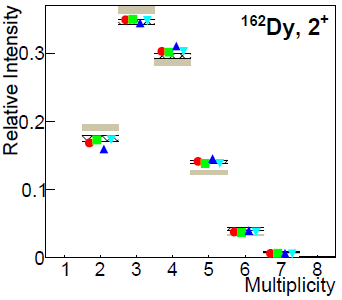 ¹⁶²Dy, 2⁺
Relative Intensity
0.3
0.2
0.1
0
1 2 3 4 5 6 7 8
Multiplicity